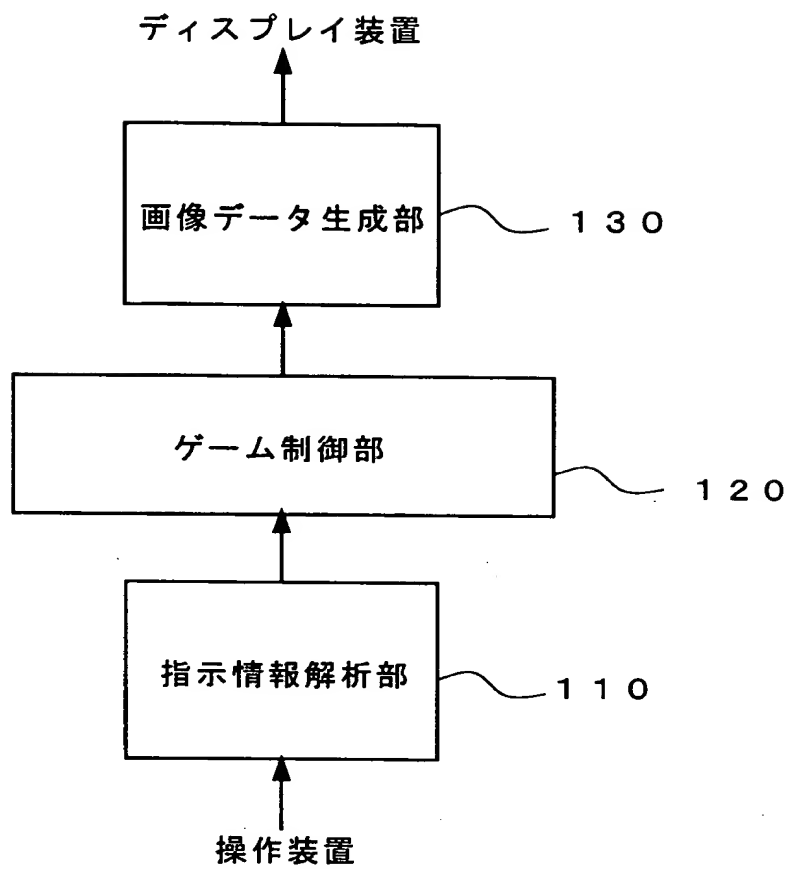 ディスプレイ装置
画像データ生成部
130
ゲーム制御部
120
指示情報解析部
110
操作装置